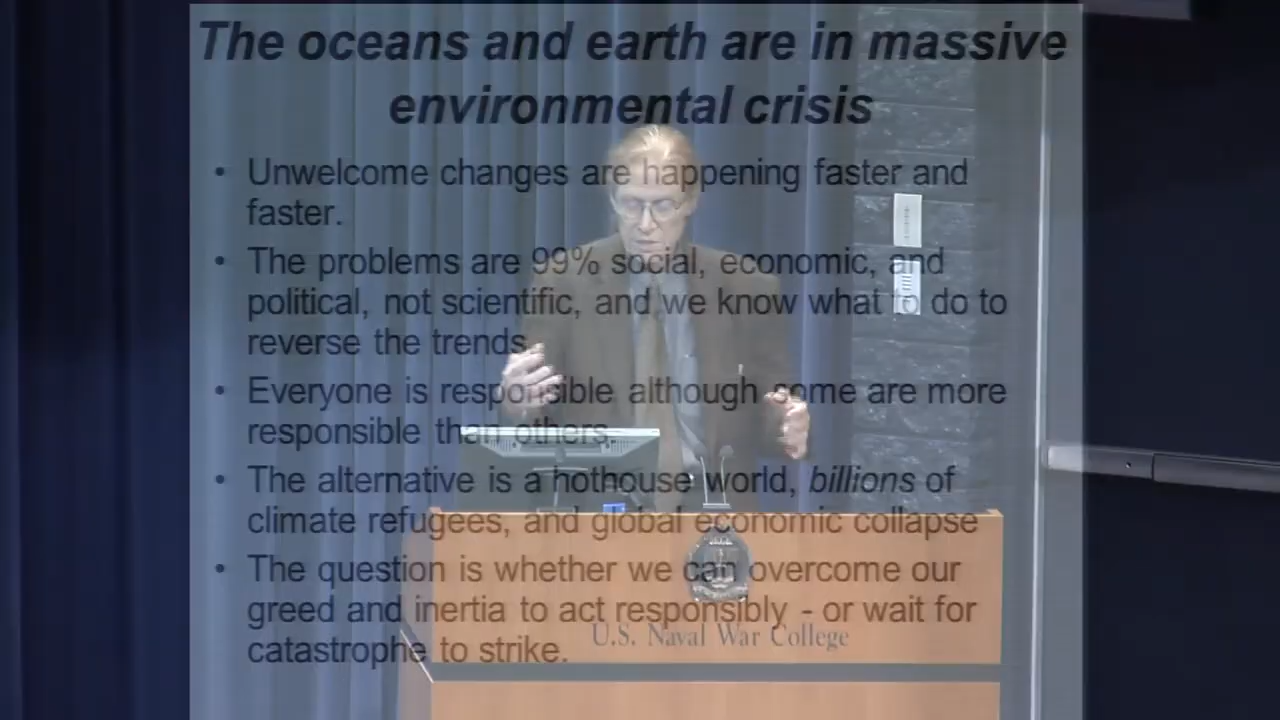 The oceans and earth are in massive
environmental crisis
• Unwelcome changes are happening faster and
faster.
• The problems are 99% social, economic, and
political, not scientific, and we know what to do to
reverse the trends.
• Everyone is responsible although some are more
responsible than others.
• The alternative is a hothouse world, billions of
climate refugees, and global economic collapse
• The question is whether we can overcome our
greed and inertia to act responsibly - or wait for
catastrophe to strike.
U.S. Naval War College